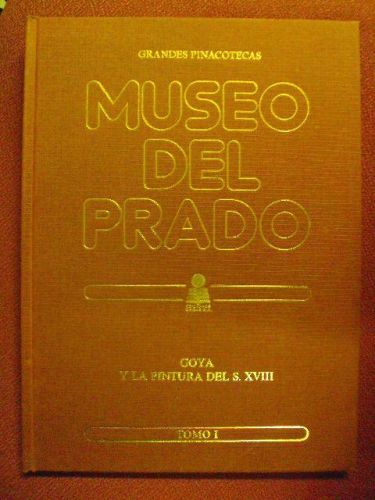 GRANDES PINACOTECAS
MUSEO
DEL
PRADO
GOYA
Y LA PINTURA DEL S. XVIII
TOMO I